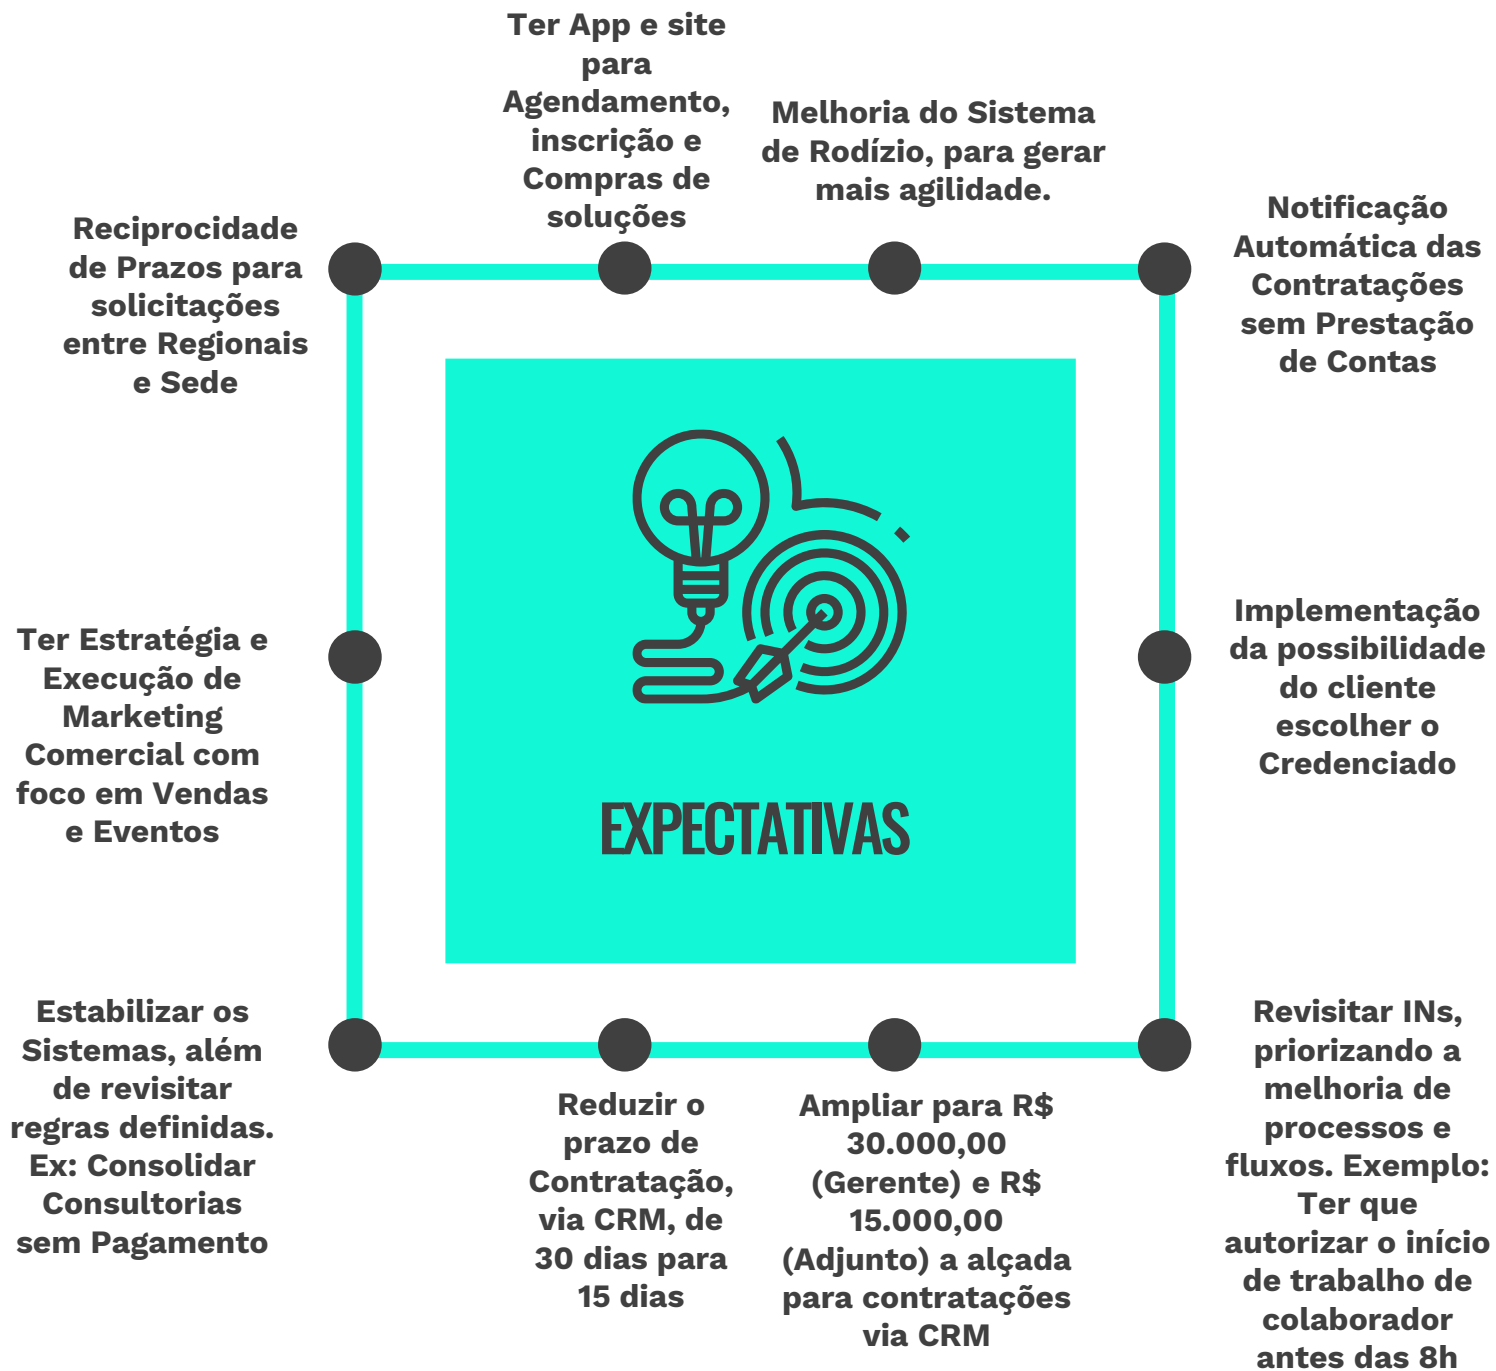 Ter App e site
para
Agendamento,
inscrição e
Compras de
soluções
Melhoria do Sistema
de Rodízio, para gerar
mais agilidade.
Notificação
Automática das
Contratações
sem Prestação
de Contas
Reciprocidade
de Prazos para
solicitações
entre Regionais
e Sede
Ter Estratégia e
Execução de
Marketing
Comercial com
foco em Vendas
e Eventos
EXPECTATIVAS
Implementação
da possibilidade
do cliente
escolher o
Credenciado
Estabilizar os
Sistemas, além
de revisitar
regras definidas.
Ex: Consolidar
Consultorias
sem Pagamento
Reduzir o
prazo de
Contratação,
via CRM, de
30 dias para
15 dias
Ampliar para R$
30.000,00
(Gerente) e R$
15.000,00
(Adjunto) a alçada
para contratações
via CRM
Revisitar INs,
priorizando a
melhoria de
processos e
fluxos. Exemplo:
Ter que
autorizar o início
de trabalho de
colaborador
antes das 8h